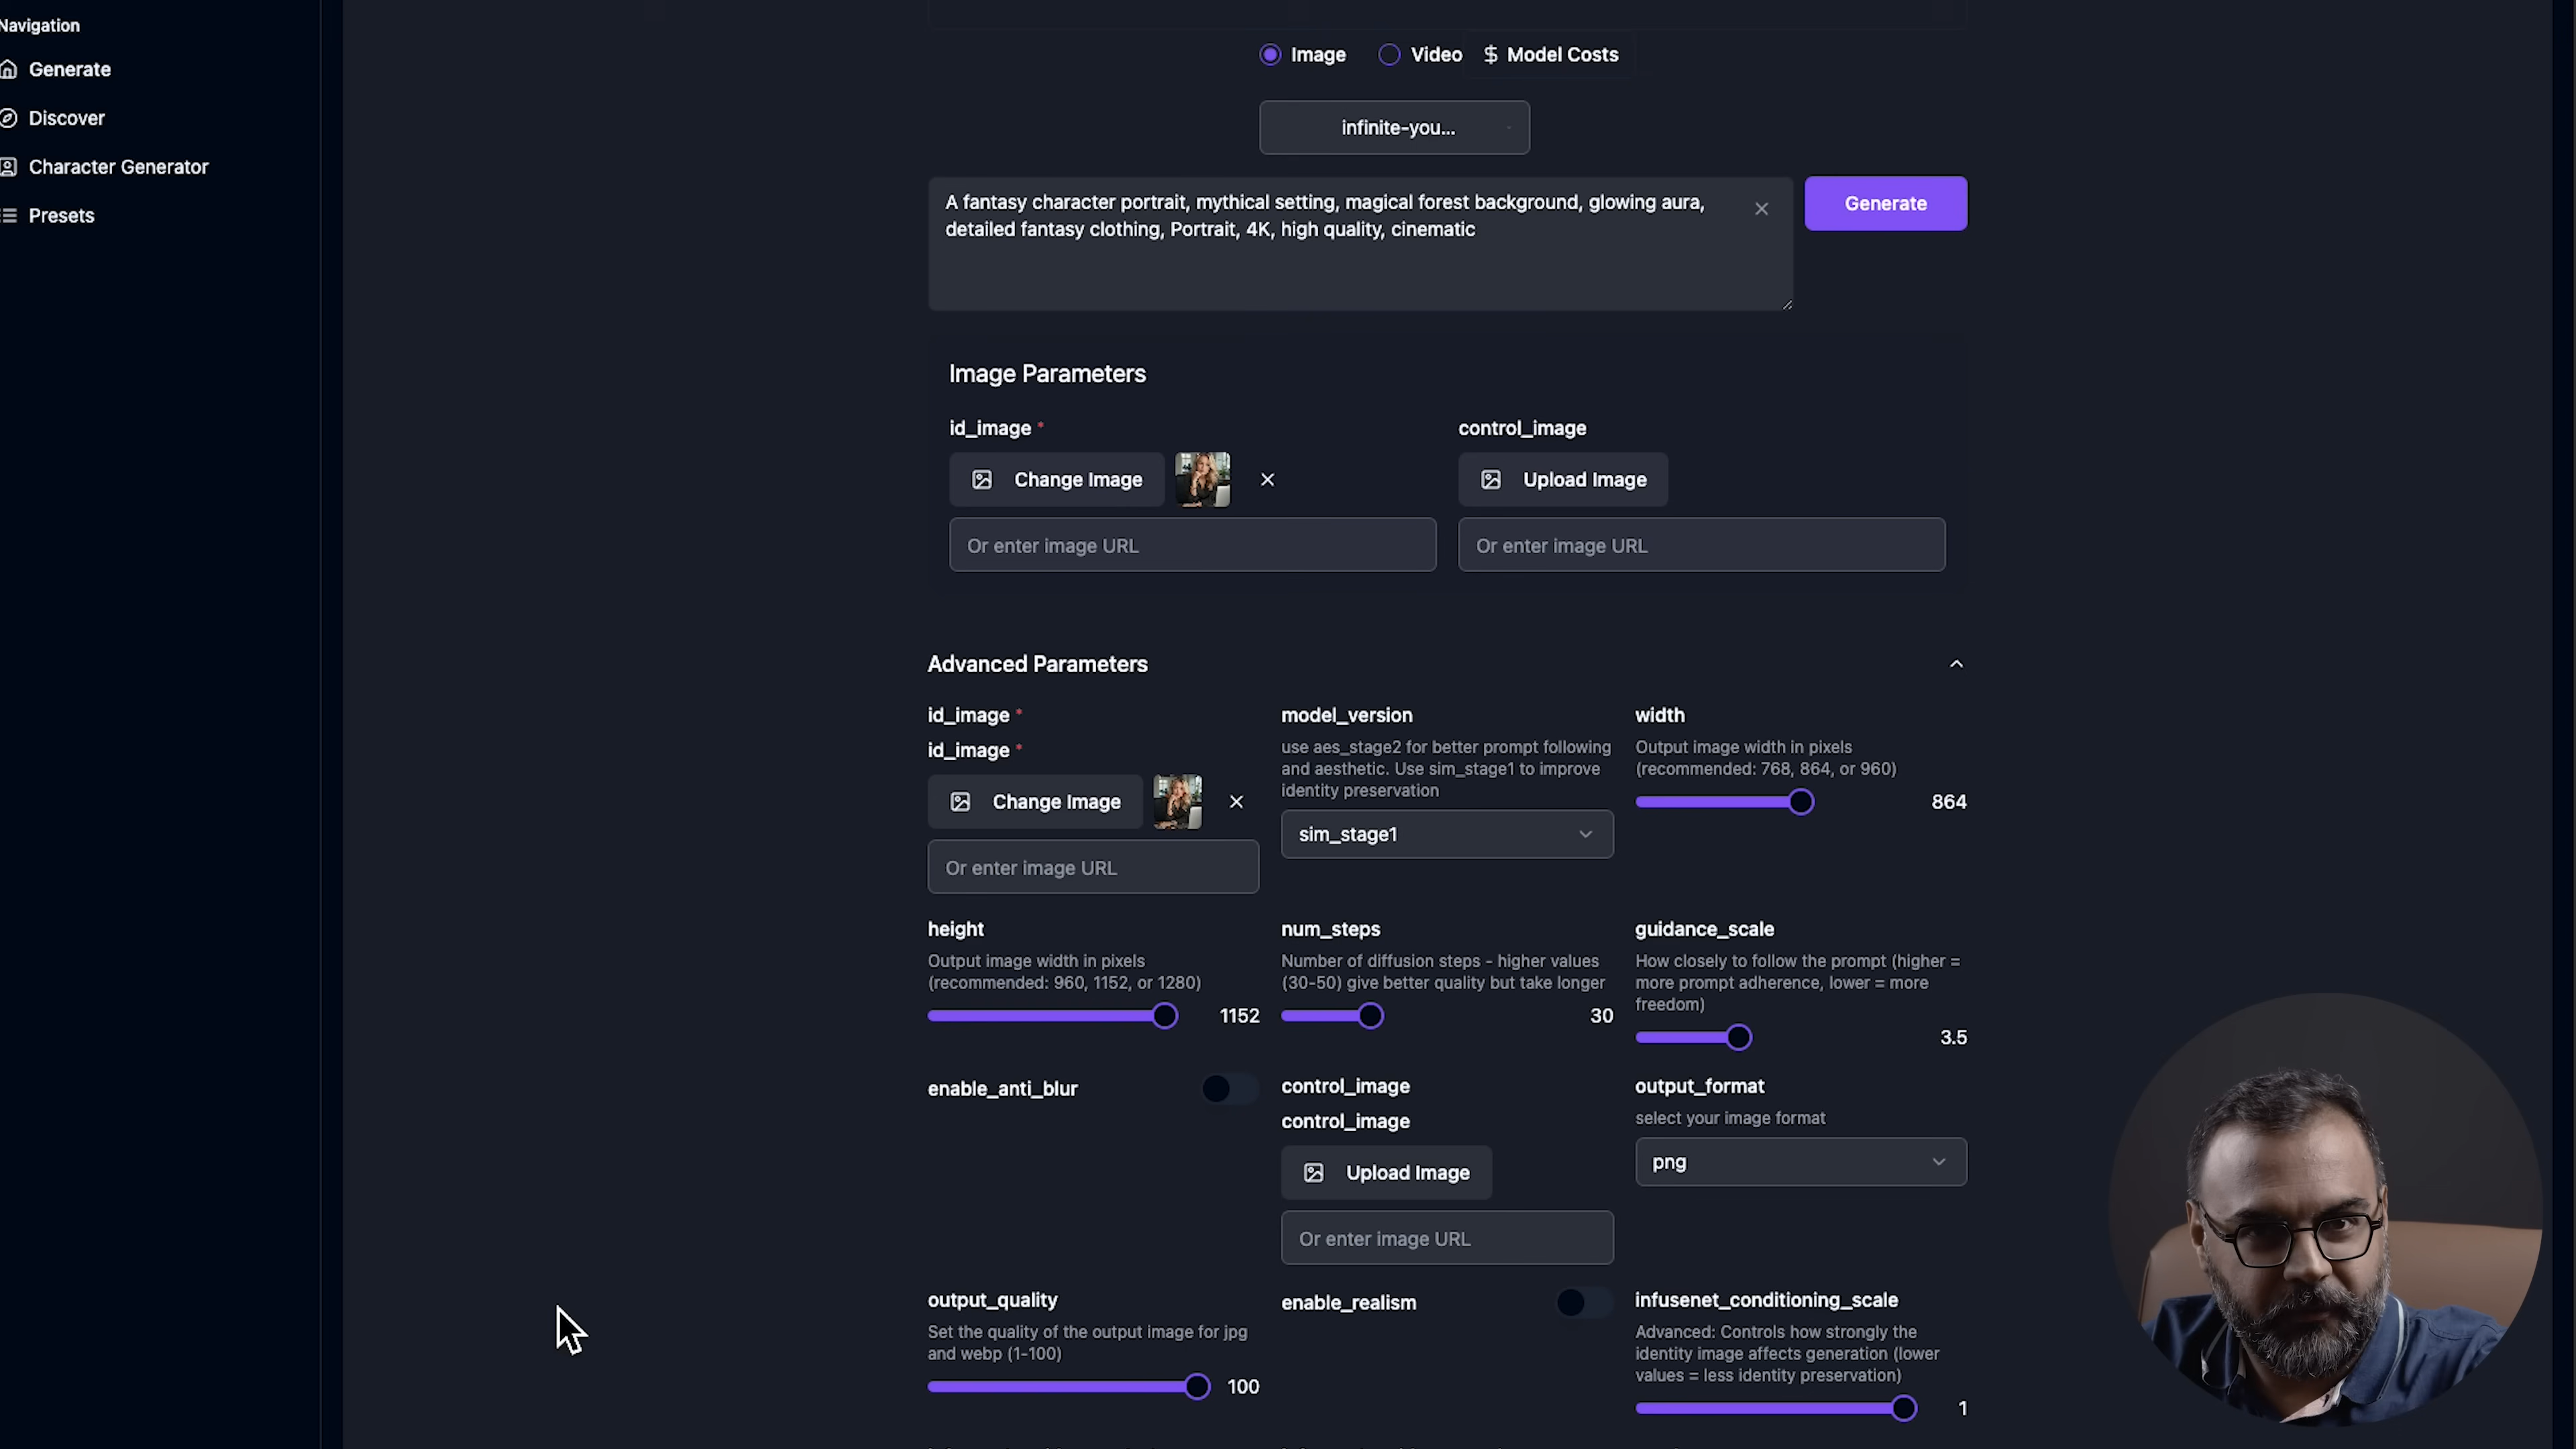 Navigation
Generate
Discover
Character Generator
Presets
Image
Video
$ Model Costs
infinite-you...
A fantasy character portrait, mythical setting, magical forest background, glowing aura,
detailed fantasy clothing, Portrait, 4K, high quality, cinematic
Generate
Image Parameters
id_image *
Change Image
Or enter image URL
control_image
Upload Image
Or enter image URL
Advanced Parameters
id_image *
id_image *
Change Image
Or enter image URL
model_version
use aes_stage2 for better prompt following
and aesthetic. Use sim_stage1 to improve
identity preservation
sim_stage1
width
Output image width in pixels
(recommended: 768, 864, or 960)
864
height
Output image width in pixels
(recommended: 960, 1152, or 1280)
1152
num_steps
Number of diffusion steps - higher values
(30-50) give better quality but take longer
30
guidance_scale
How closely to follow the prompt (higher =
more prompt adherence, lower = more
freedom)
3.5
enable_anti_blur
control_image
control_image
Upload Image
Or enter image URL
output_format
select your image format
png
output_quality
Set the quality of the output image for jpg
and webp (1-100)
100
enable_realism
infusenet_conditioning_scale
Advanced: Controls how strongly the
identity image affects generation (lower
values = less identity preservation)
1